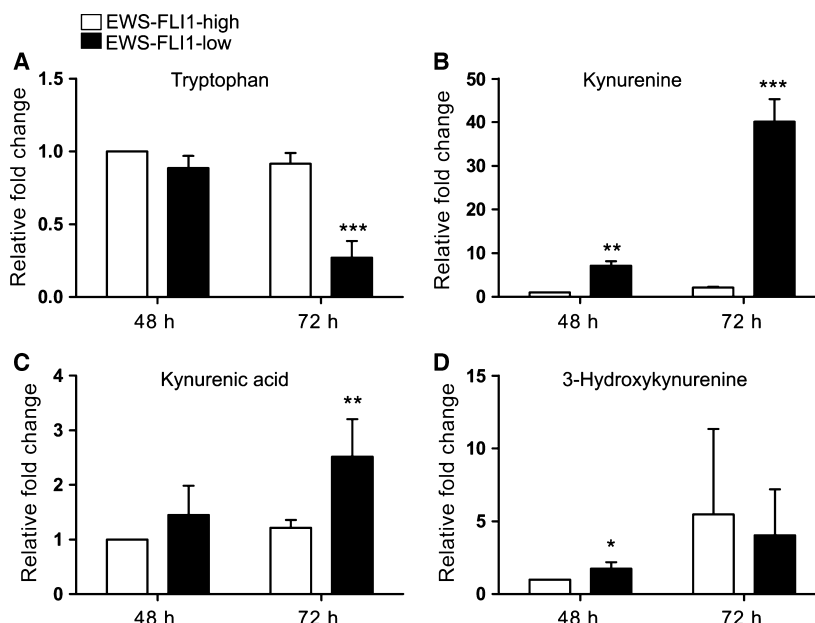 EWS-FLI1-high
EWS-FLI1-low
A
Tryptophan
Relative fold change
1.5
1.0
0.5
0.0
***
48 h
72 h
B
Kynurenine
Relative fold change
50
40
30
20
10
0
**
***
48 h
72 h
C
Kynurenic acid
Relative fold change
4
3
2
1
0
**
48 h
72 h
D
3-Hydroxykynurenine
Relative fold change
15
10
5
0
*
48 h
72 h